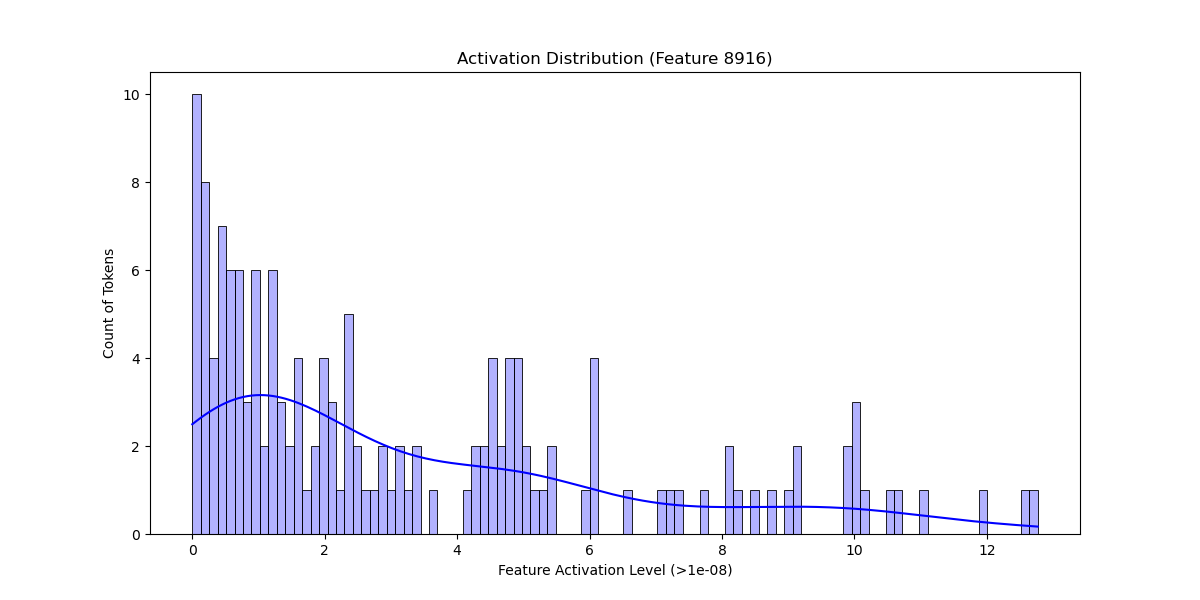 Activation Distribution (Feature 8916)
Count of Tokens
10
8
6
4
2
0
0 2 4 6 8 10 12
Feature Activation Level (>1e-08)